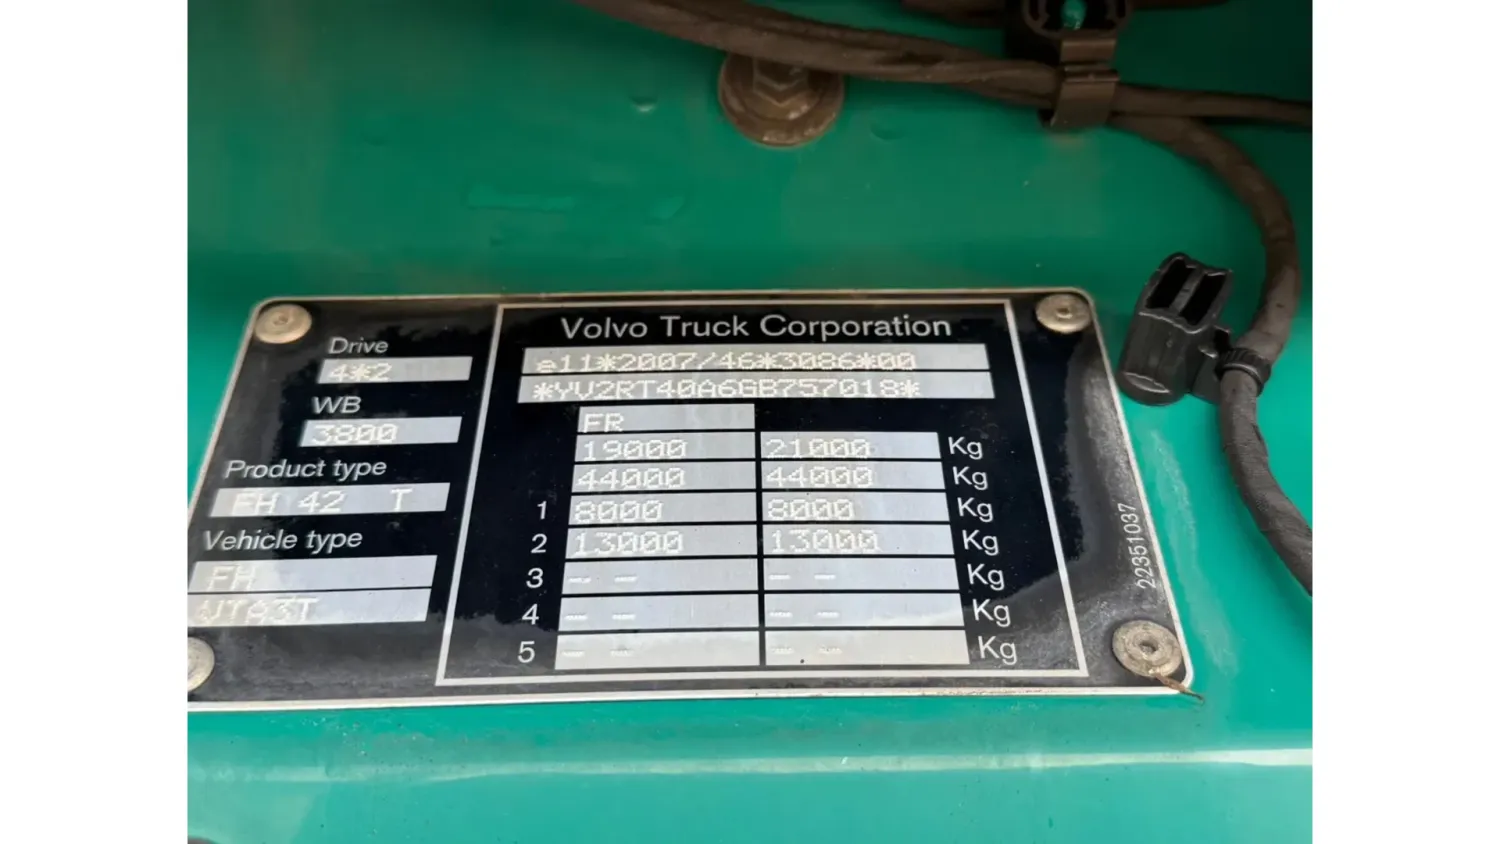 Drive
4*2
WB
3800
Product type
FH 42 T
Vehicle type
FH
VTA3T
Volvo Truck Corporation
e11*2007/46*3086*00
*YV2RT40A6GB757018*
FR
19000 21000 Kg
44000 44000 Kg
1 8000 8000 Kg
2 13000 13000 Kg
3 -- -- -- -- Kg
4 -- -- -- -- Kg
5 -- -- -- -- Kg
22351037